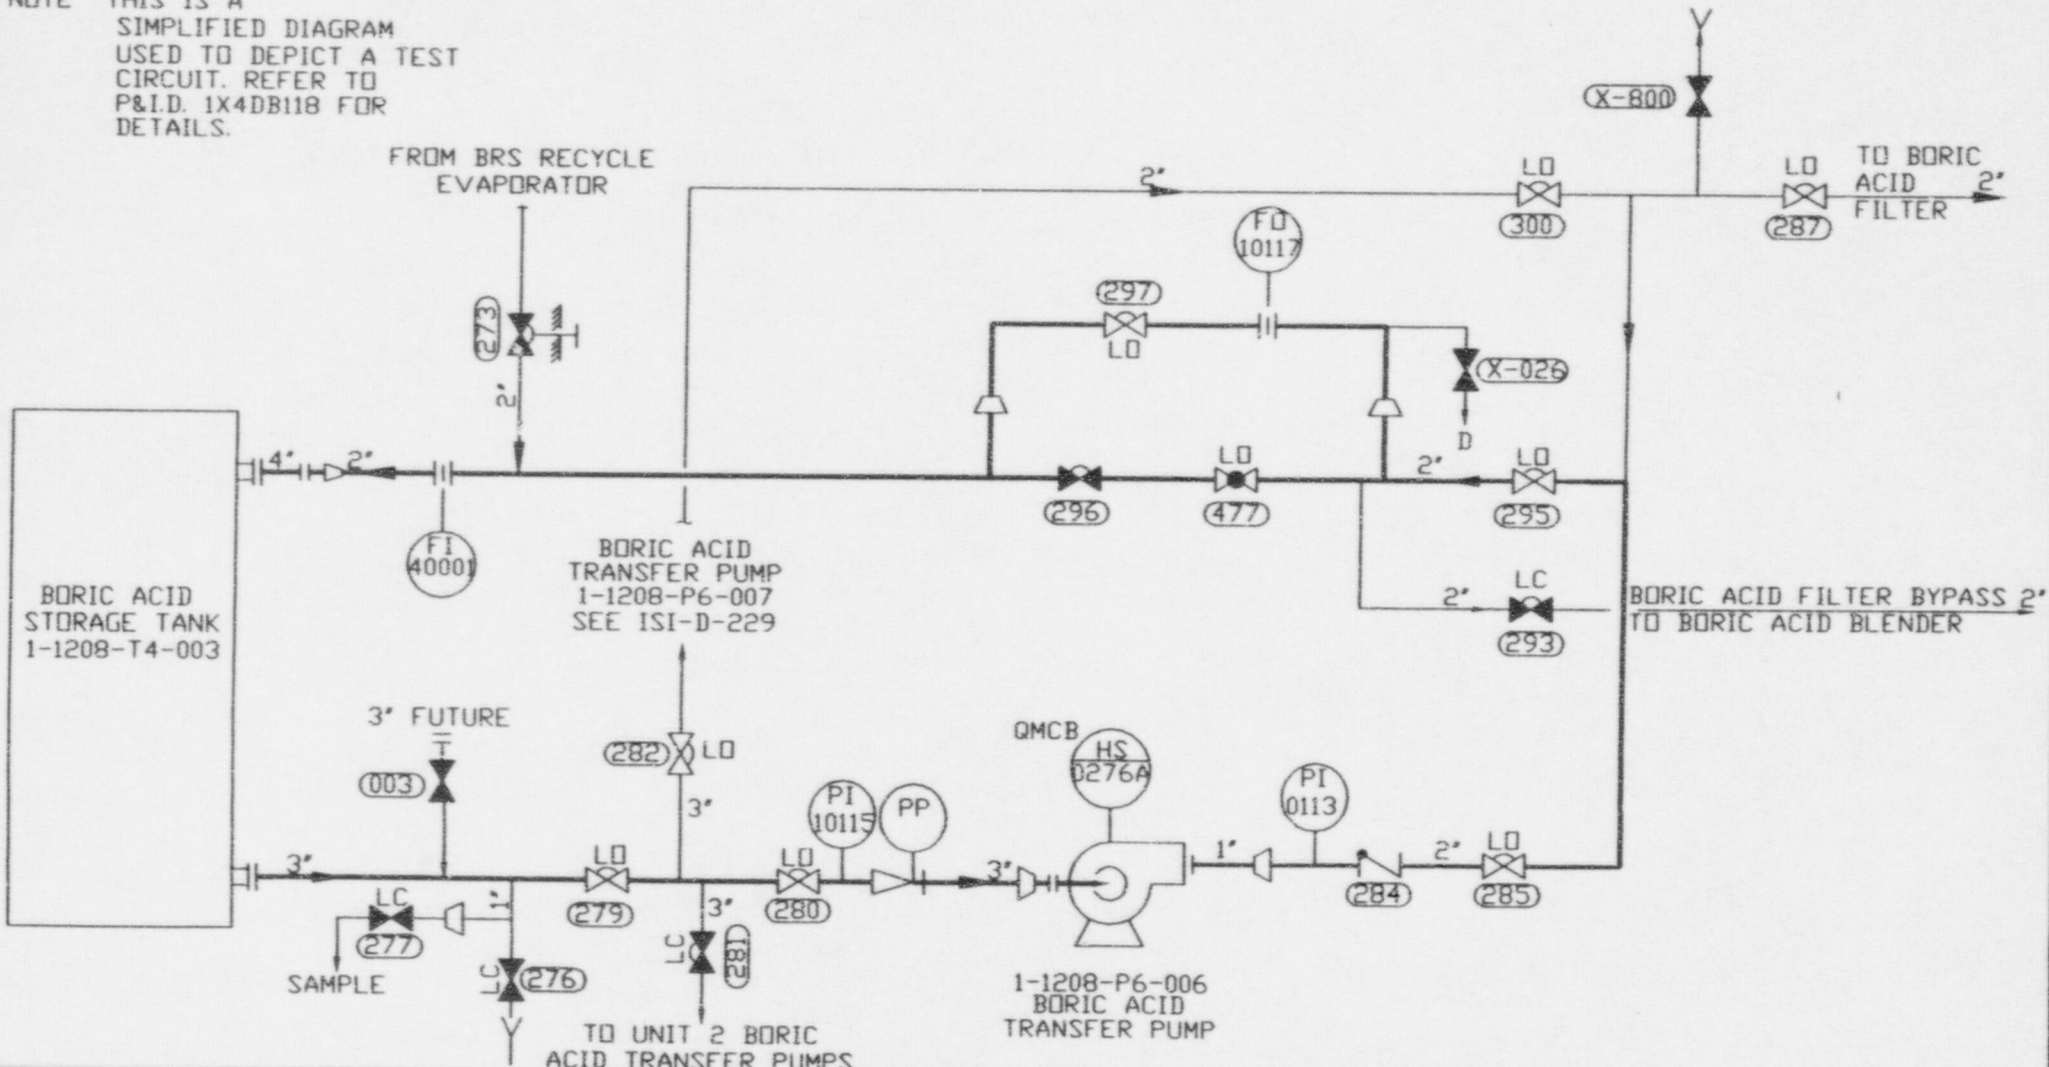 NOTE THIS IS A
SIMPLIFIED DIAGRAM
USED TO DEPICT A TEST
CIRCUIT. REFER TO
P&I.D. 1X4DB118 FOR
DETAILS.
FROM BRS RECYCLE
EVAPORATOR
2"
LO
300
X-800
LO
287
TO BORIC
ACID
FILTER
2"
FO
10117
297
LO
273
2"
X-026
D
4"
2"
FI
40001
296
LO
477
2"
LO
295
BORIC ACID
TRANSFER PUMP
1-1208-P6-007
SEE ISI-D-229
BORIC ACID
STORAGE TANK
1-1208-T4-003
2"
LC
293
BORIC ACID FILTER BYPASS 2"
TO BORIC ACID BLENDER
3" FUTURE
003
282
LO
3"
QMCB
HS
0276A
PI
10115
PP
PI
0113
3"
LO
279
LO
280
3"
1"
284
2"
LO
285
LC
277
SAMPLE
1"
LC
276
3"
LC
281
TO UNIT 2 BORIC
ACID TRANSFER PUMPS
1-1208-P6-006
BORIC ACID
TRANSFER PUMP